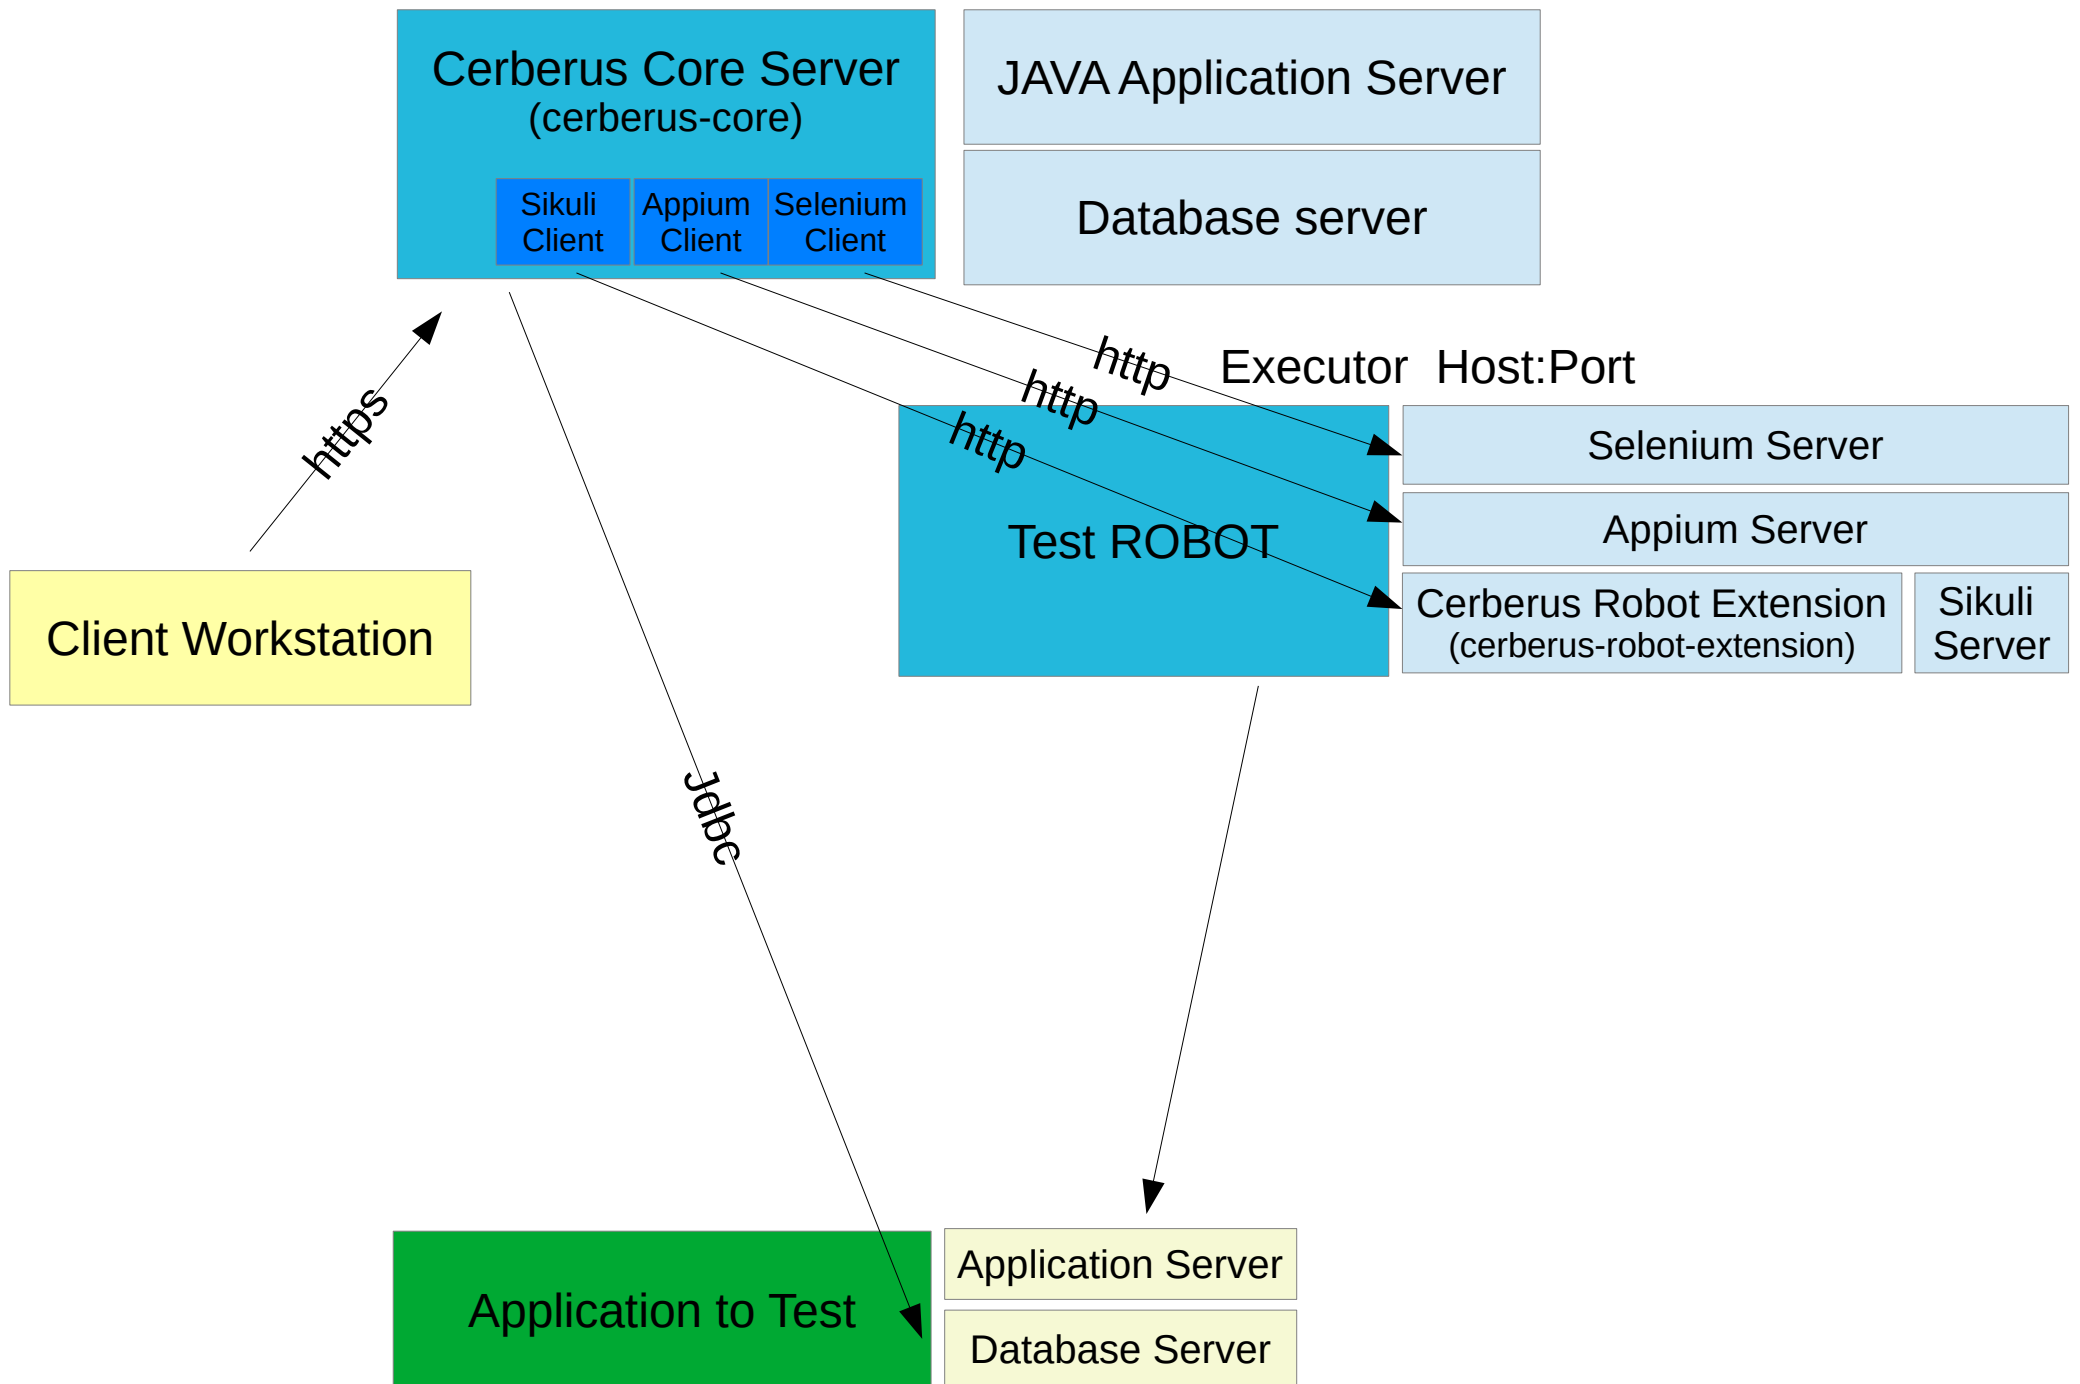 Cerberus Core Server
(cerberus-core)
JAVA Application Server
Sikuli
Client
Appium
Client
Selenium
Client
Database server
https
http
http
http
Executor  Host:Port
Test ROBOT
Selenium Server
Appium Server
Cerberus Robot Extension
(cerberus-robot-extension)
Sikuli
Server
Client Workstation
Jdbc
Application to Test
Application Server
Database Server